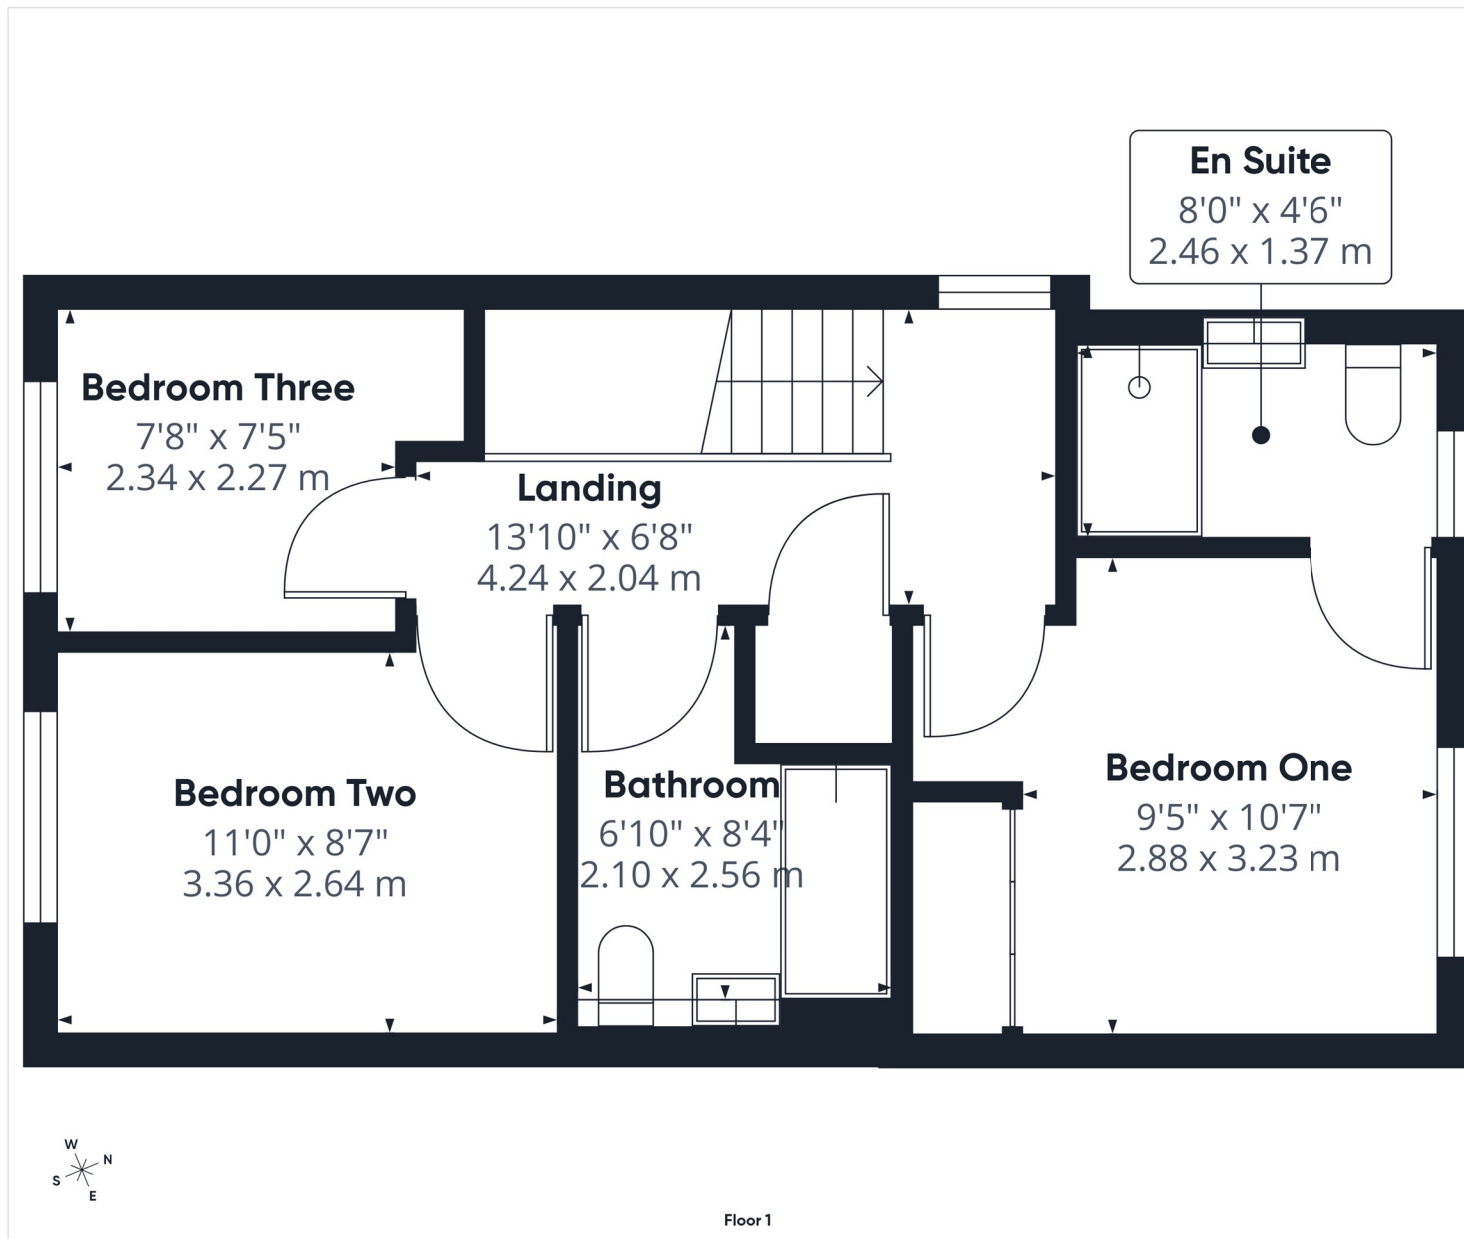 En Suite
8'0" x 4'6"
2.46 x 1.37 m
Bedroom Three
7'8" x 7'5"
2.34 x 2.27 m
Landing
13'10" x 6'8"
4.24 x 2.04 m
Bedroom Two
11'0" x 8'7"
3.36 x 2.64 m
Bathroom
6'10" x 8'4"
2.10 x 2.56 m
Bedroom One
9'5" x 10'7"
2.88 x 3.23 m
W
N
S
E
Floor 1